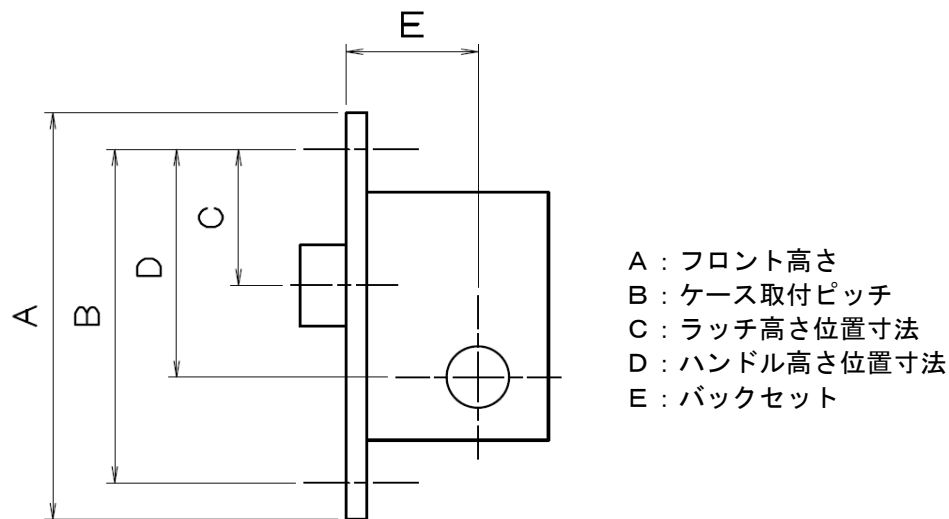 E
A
B
D
C
A：フロント高さ
B：ケース取付ピッチ
C：ラッチ高さ位置寸法
D：ハンドル高さ位置寸法
E：バックセット